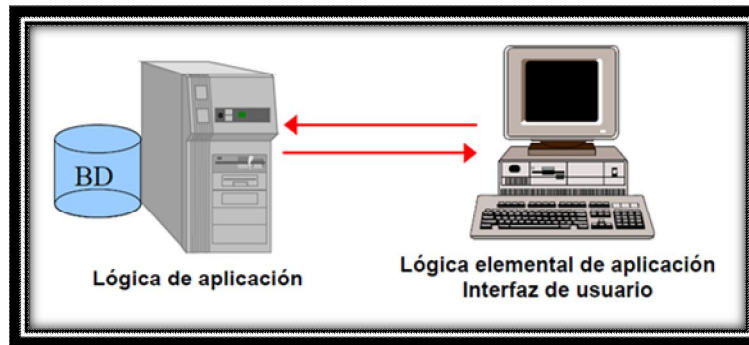 BD
Lógica de aplicación
Lógica elemental de aplicación
Interfaz de usuario